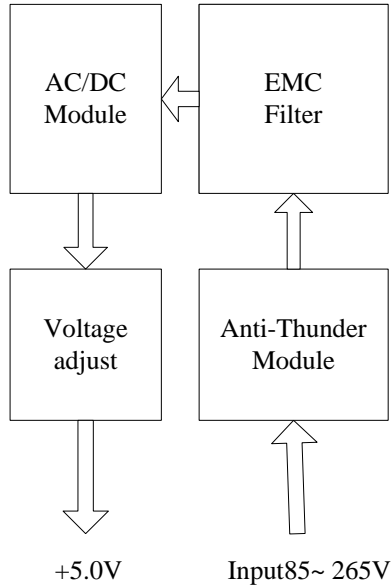 AC/DC
Module
EMC
Filter
Voltage
adjust
Anti-Thunder
Module
+5.0V
Input85~ 265V